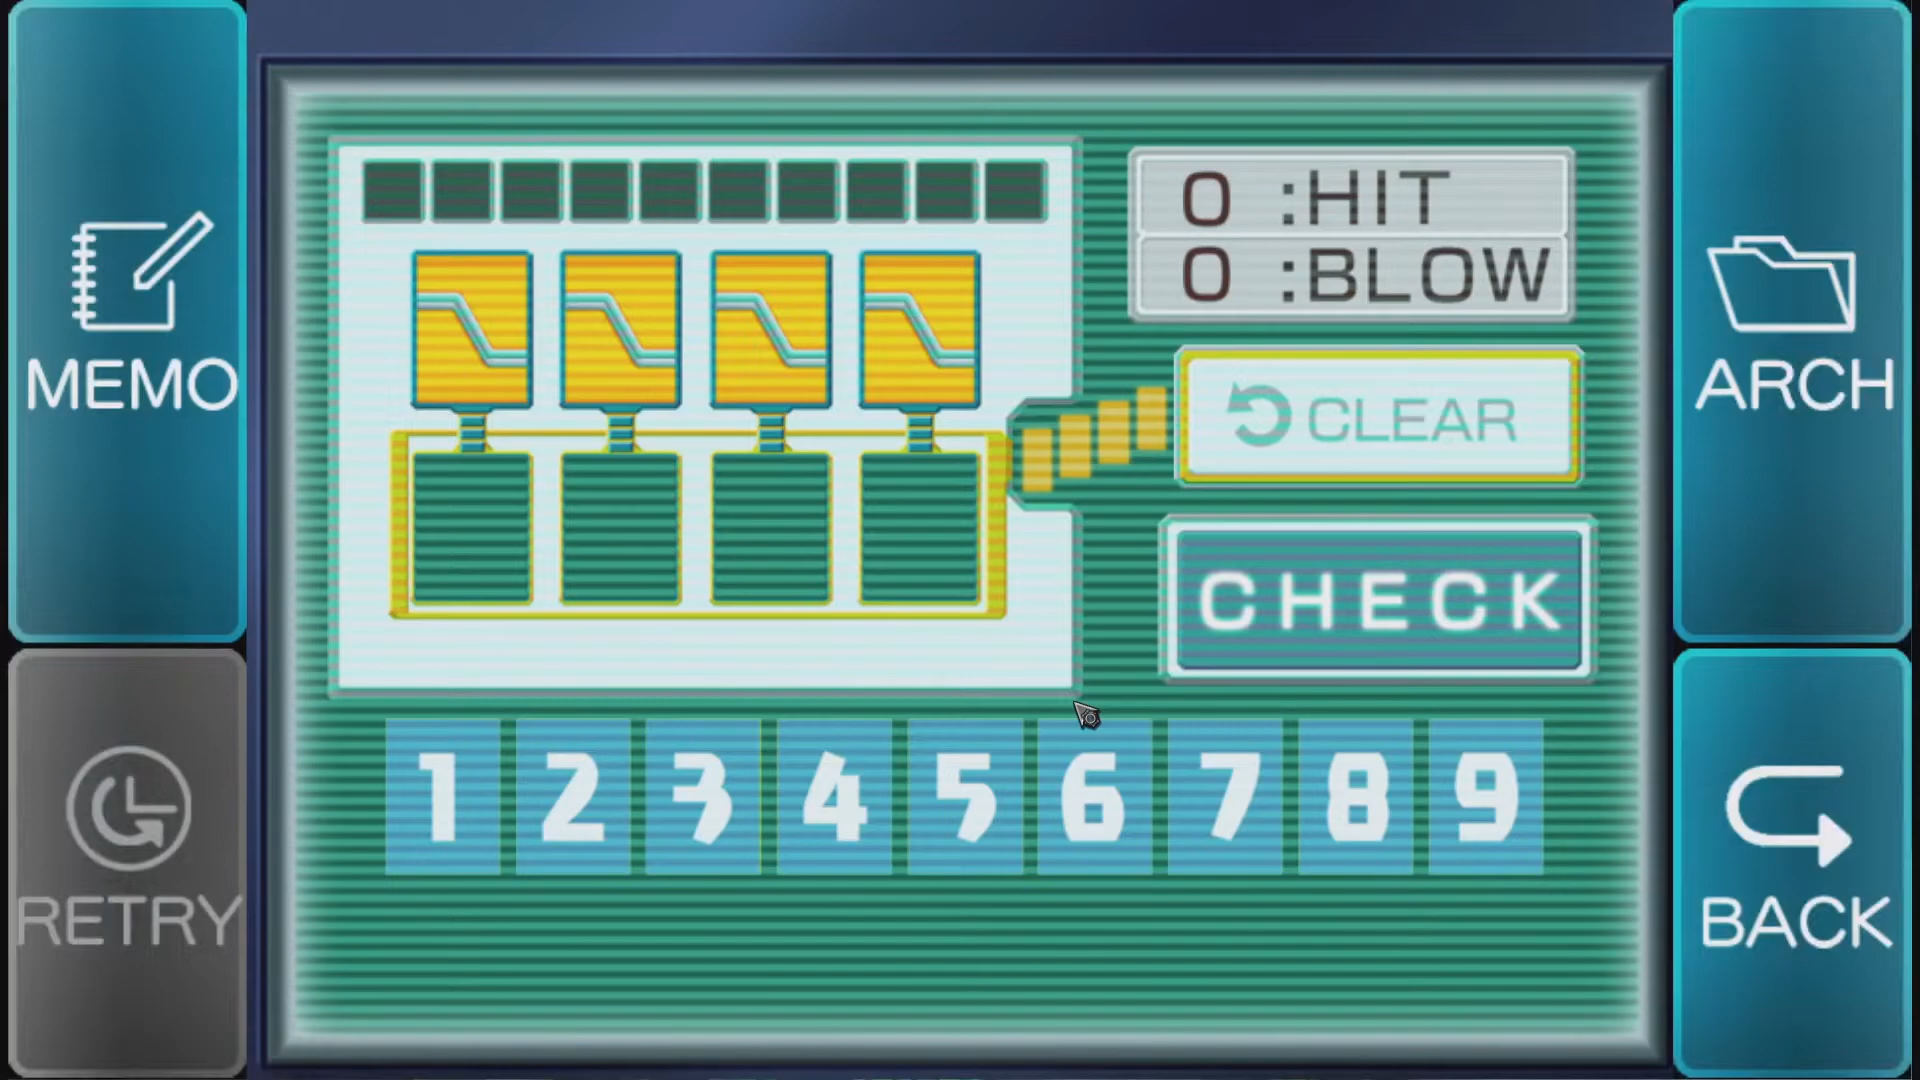 MEMO
RETRY
0 :HIT
0 :BLOW
CLEAR
CHECK
1 2 3 4 5 6 7 8 9
ARCH
BACK